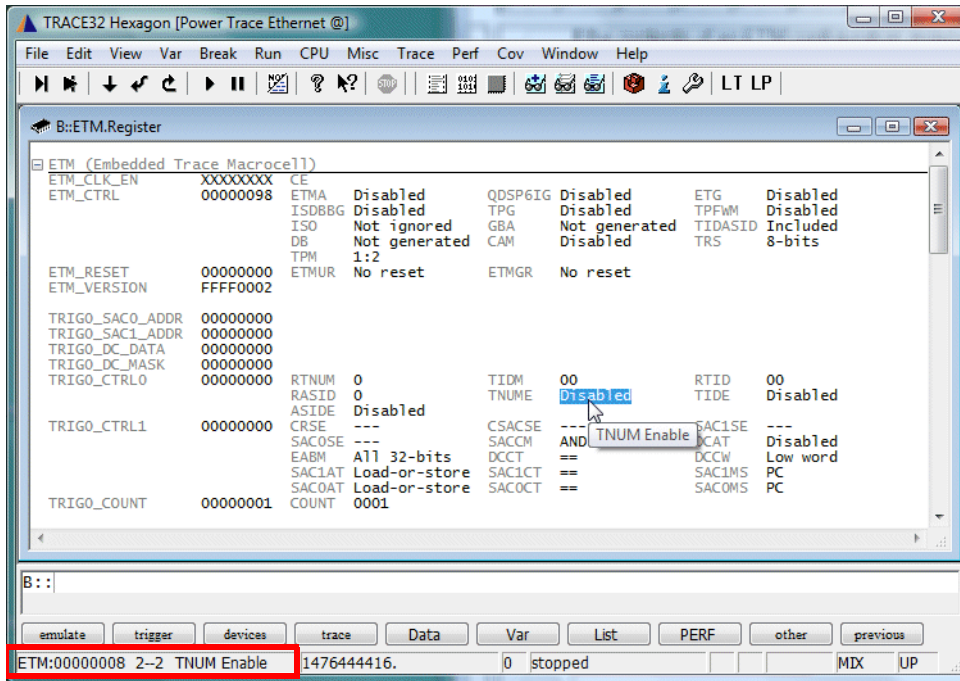 TRACE32 Hexagon [Power Trace Ethernet @]
File Edit View Var Break Run CPU Misc Trace Perf Cov Window Help
STOP LT LP
B::ETM.Register
ETM (Embedded Trace Macrocell)
ETM_CLK_EN XXXXXXXX CE
ETM_CTRL 00000098 ETMA Disabled QDSP6IG Disabled ETG Disabled
ISDBBG Disabled TPG Disabled TPFWM Disabled
ISO Not ignored GBA Not generated TIDASID Included
DB Not generated CAM Disabled TRS 8-bits
TPM 1:2
ETM_RESET 00000000 ETMUR No reset ETMGR No reset
ETM_VERSION FFFF0002
TRIG0_SAC0_ADDR 00000000
TRIG0_SAC1_ADDR 00000000
TRIG0_DC_DATA 00000000
TRIG0_DC_MASK 00000000
TRIG0_CTRL0 00000000 RTNUM 0 TIDM 00 RTID 00
RASID 0 TNUME Disabled TIDE Disabled
ASIDE Disabled
TRIG0_CTRL1 00000000 CRSE --- CSACSE --- SAC1SE ---
SAC0SE --- SACCM AND DCAT Disabled
TNUM Enable
EABM All 32-bits DCCT == DCCW Low word
SAC1AT Load-or-store SAC1CT == SAC1MS PC
SAC0AT Load-or-store SAC0CT == SAC0MS PC
TRIG0_COUNT 00000001 COUNT 0001
B::
emulate trigger devices trace Data Var List PERF other previous
ETM:00000008 2--2 TNUM Enable 1476444416. 0 stopped MIX UP